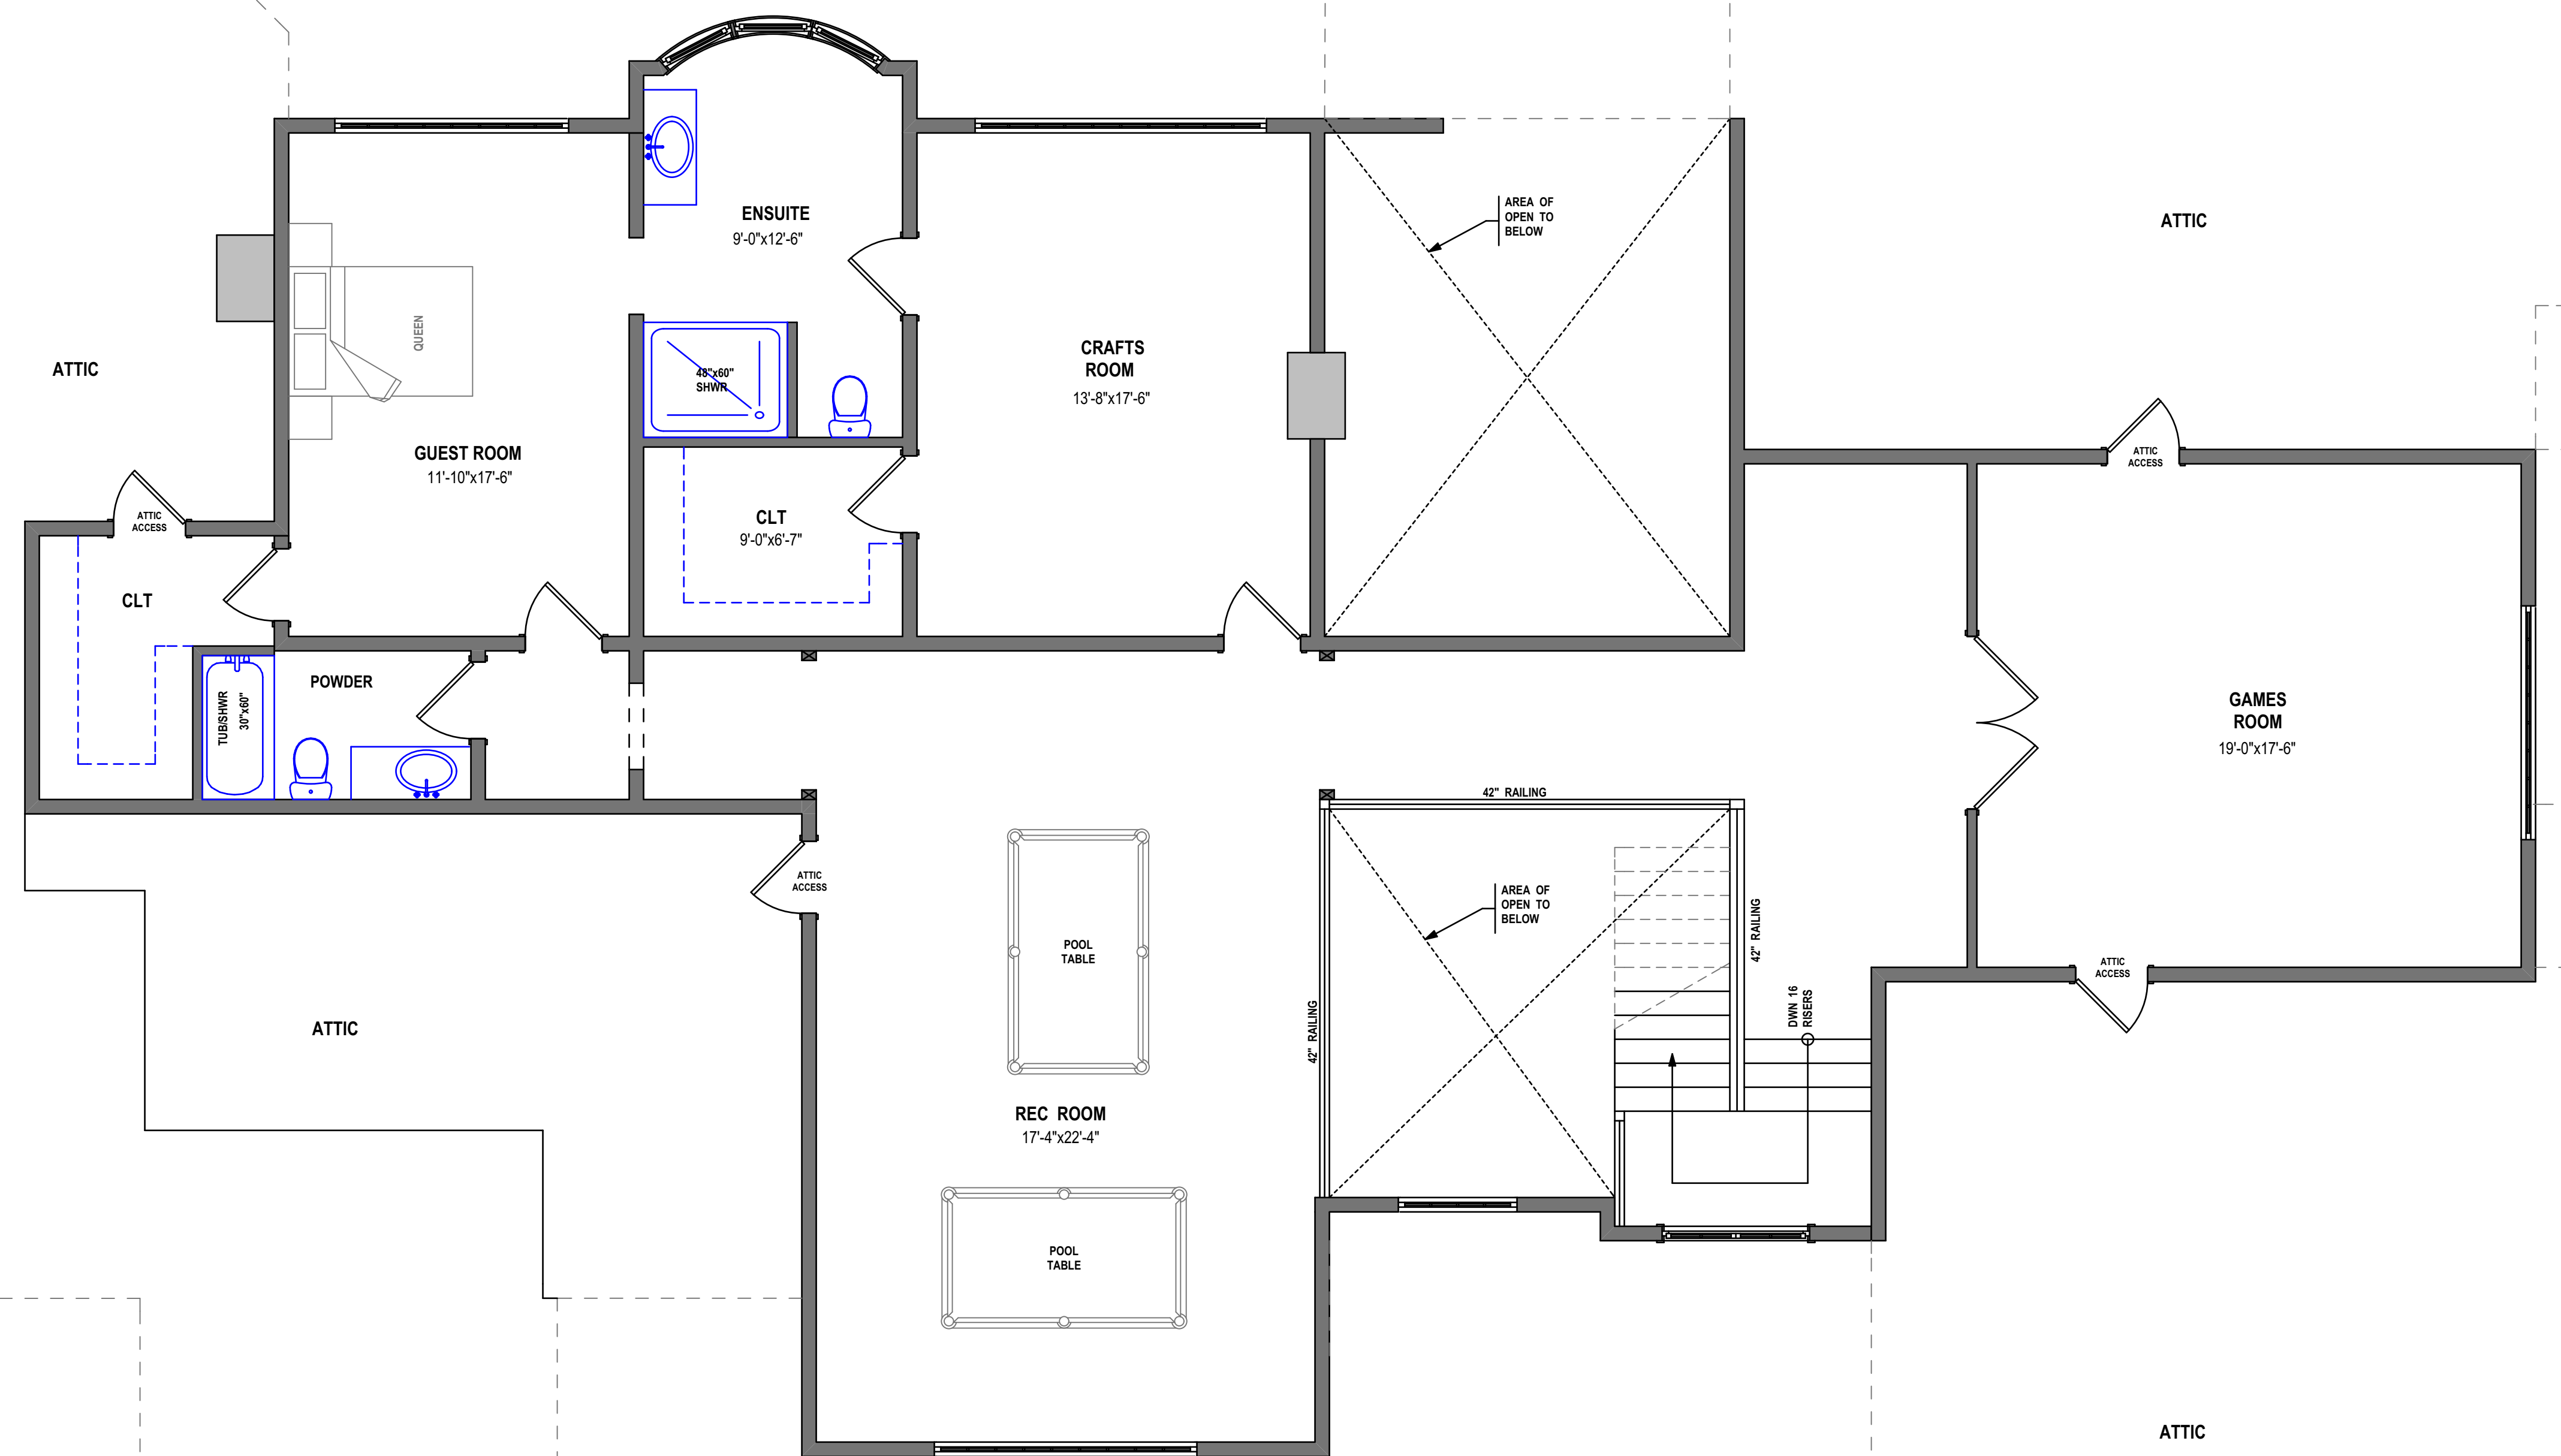 ENSUITE
9'-0"x12'-6"
AREA OF
OPEN TO
BELOW
ATTIC
QUEEN
48"x60"
SHWR
CRAFTS
ROOM
13'-8"x17'-6"
ATTIC
GUEST ROOM
11'-10"x17'-6"
ATTIC
ACCESS
ATTIC
ACCESS
CLT
9'-0"x6'-7"
CLT
POWDER
TUB/SHWR
30"x60"
GAMES
ROOM
19'-0"x17'-6"
42" RAILING
ATTIC
ACCESS
AREA OF
OPEN TO
BELOW
42" RAILING
POOL
TABLE
ATTIC
ACCESS
DWN 16
RISERS
ATTIC
42" RAILING
REC ROOM
17'-4"x22'-4"
POOL
TABLE
ATTIC